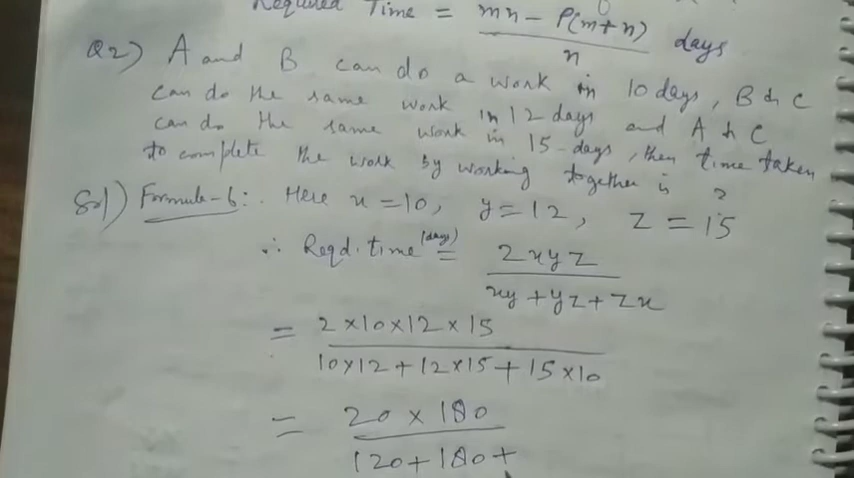 Required Time = mn - P(m+n) / n days
Q2) A and B can do a work in 10 days, B & C
can do the same work in 12 days and A & C
can do the same work in 15 days, then time taken
to complete the work by working together is ?
Sol) Formula-6:. Here x = 10, y = 12, z = 15
∴ Reqd. time (days) = 2xyz / xy + yz + zx
= 2 × 10 × 12 × 15 / 10 × 12 + 12 × 15 + 15 × 10
= 20 × 180 / 120 + 180 +